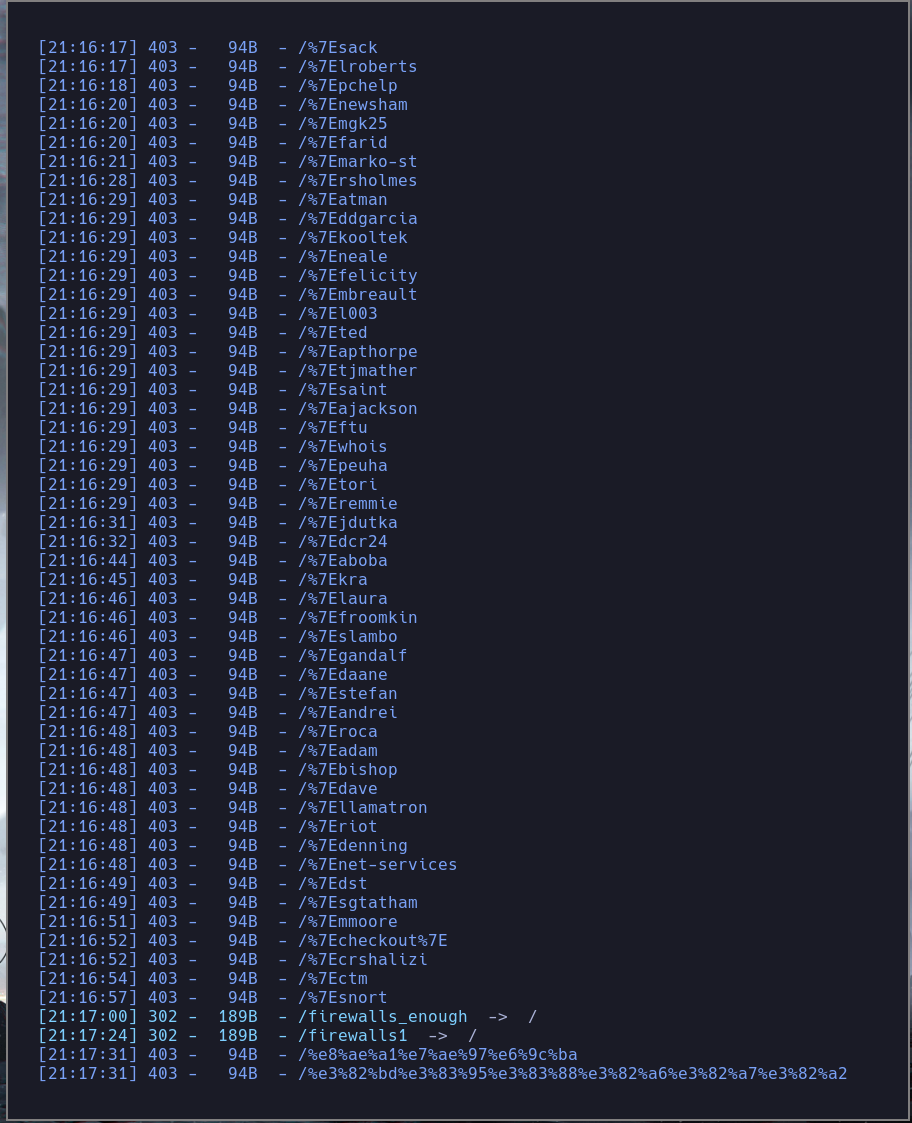 [21:16:17] 403 -   94B  - /%7Esack
[21:16:17] 403 -   94B  - /%7Elroberts
[21:16:18] 403 -   94B  - /%7Epchelp
[21:16:20] 403 -   94B  - /%7Enewsham
[21:16:20] 403 -   94B  - /%7Emgk25
[21:16:20] 403 -   94B  - /%7Efarid
[21:16:21] 403 -   94B  - /%7Emarko-st
[21:16:28] 403 -   94B  - /%7Ersholmes
[21:16:29] 403 -   94B  - /%7Eatman
[21:16:29] 403 -   94B  - /%7Eddgarcia
[21:16:29] 403 -   94B  - /%7Ekooltek
[21:16:29] 403 -   94B  - /%7Eneale
[21:16:29] 403 -   94B  - /%7Efelicity
[21:16:29] 403 -   94B  - /%7Embreault
[21:16:29] 403 -   94B  - /%7El003
[21:16:29] 403 -   94B  - /%7Eted
[21:16:29] 403 -   94B  - /%7Eapthorpe
[21:16:29] 403 -   94B  - /%7Etjmather
[21:16:29] 403 -   94B  - /%7Esaint
[21:16:29] 403 -   94B  - /%7Eajackson
[21:16:29] 403 -   94B  - /%7Eftu
[21:16:29] 403 -   94B  - /%7Ewhois
[21:16:29] 403 -   94B  - /%7Epeuha
[21:16:29] 403 -   94B  - /%7Etori
[21:16:29] 403 -   94B  - /%7Eremmie
[21:16:31] 403 -   94B  - /%7Ejdutka
[21:16:32] 403 -   94B  - /%7Edcr24
[21:16:44] 403 -   94B  - /%7Eaboba
[21:16:45] 403 -   94B  - /%7Ekra
[21:16:46] 403 -   94B  - /%7Elaura
[21:16:46] 403 -   94B  - /%7Efroomkin
[21:16:46] 403 -   94B  - /%7Eslambo
[21:16:47] 403 -   94B  - /%7Egandalf
[21:16:47] 403 -   94B  - /%7Edaane
[21:16:47] 403 -   94B  - /%7Estefan
[21:16:47] 403 -   94B  - /%7Eandrei
[21:16:48] 403 -   94B  - /%7Eroca
[21:16:48] 403 -   94B  - /%7Eadam
[21:16:48] 403 -   94B  - /%7Ebishop
[21:16:48] 403 -   94B  - /%7Edave
[21:16:48] 403 -   94B  - /%7Ellamatron
[21:16:48] 403 -   94B  - /%7Eriot
[21:16:48] 403 -   94B  - /%7Edenning
[21:16:48] 403 -   94B  - /%7Enet-services
[21:16:49] 403 -   94B  - /%7Edst
[21:16:49] 403 -   94B  - /%7Esgtatham
[21:16:51] 403 -   94B  - /%7Emmoore
[21:16:52] 403 -   94B  - /%7Echeckout%7E
[21:16:52] 403 -   94B  - /%7Ecrshalizi
[21:16:54] 403 -   94B  - /%7Ectm
[21:16:57] 403 -   94B  - /%7Esnort
[21:17:00] 302 -  189B  - /firewalls_enough  ->  /
[21:17:24] 302 -  189B  - /firewalls1  ->  /
[21:17:31] 403 -   94B  - /%e8%ae%a1%e7%ae%97%e6%9c%ba
[21:17:31] 403 -   94B  - /%e3%82%bd%e3%83%95%e3%83%88%e3%82%a6%e3%82%a7%e3%82%a2